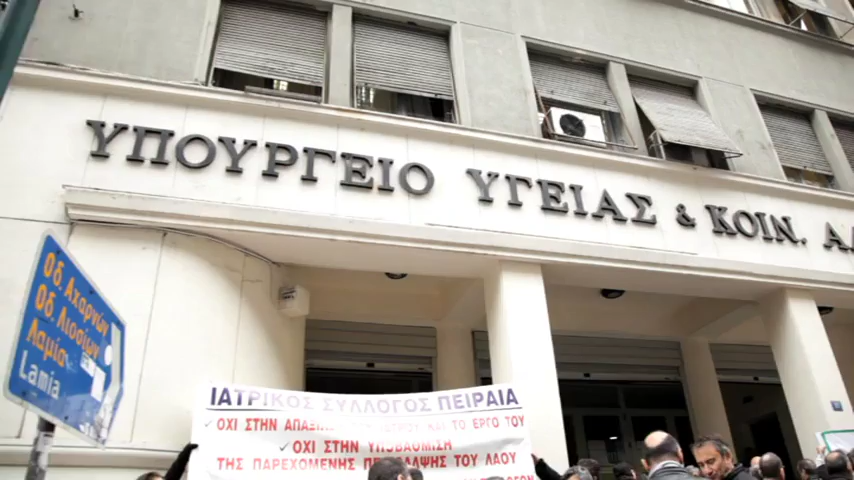 ΥΠΟΥΡΓΕΙΟ ΥΓΕΙΑΣ & ΚΟΙΝ.
Οδ. Αχαρνών
Οδ. Λιοσίων
Λαμία
Lamia
ΙΑΤΡΙΚΟΣ ΣΥΛΛΟΓΟΣ ΠΕΙΡΑΙΑ
✓ΟΧΙ ΣΤΗΝ ΚΑΙ ΤΟ ΕΡΓΟ ΤΟΥ
✓ΟΧΙ ΣΤΗΝ ΥΠΟΒΑΘΜΙΣΗ
ΤΗΣ ΠΑΡΕΧΟΜΕΝΗΣ ΤΟΥ ΛΑΟΥ